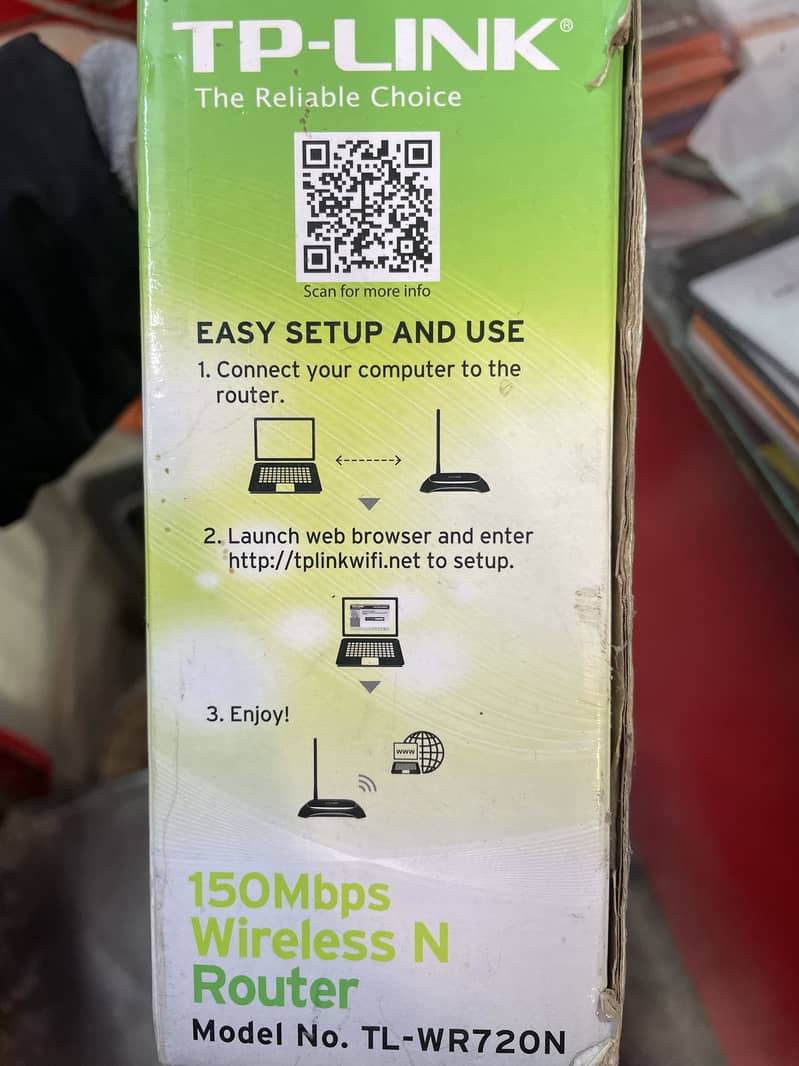 TP-LINK®
The Reliable Choice
Scan for more info
EASY SETUP AND USE
1. Connect your computer to the
router.
2. Launch web browser and enter
http://tplinkwifi.net to setup.
3. Enjoy!
www
150Mbps
Wireless N
Router
Model No. TL-WR720N